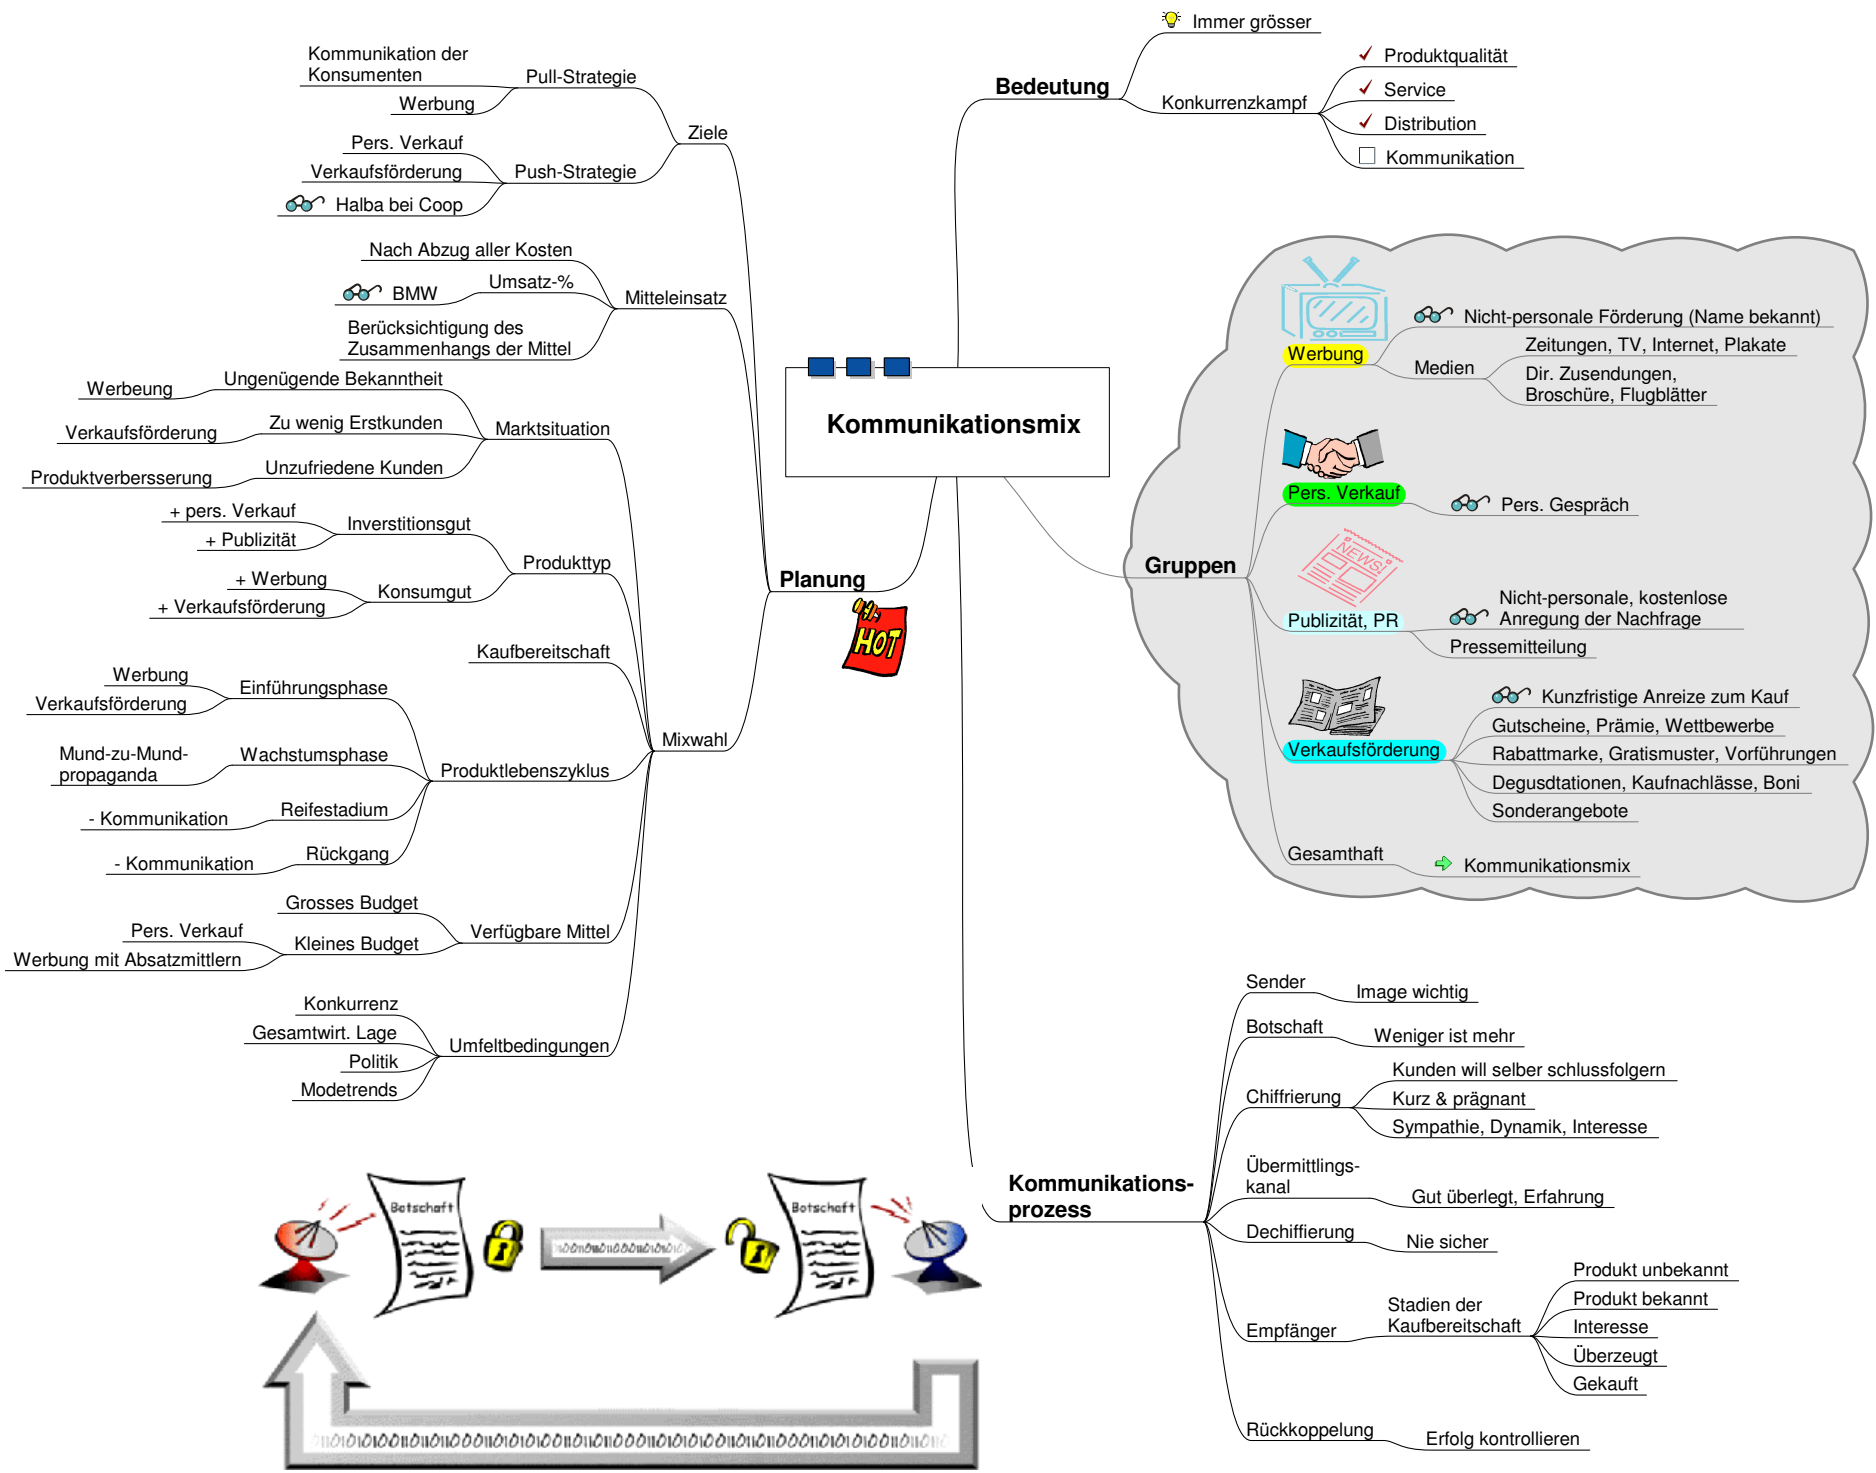 Kommunikationsmix
Bedeutung
Immer grösser
Konkurrenzkampf
Produktqualität
Service
Distribution
Kommunikation
Gruppen
Werbung
Nicht-personale Förderung (Name bekannt)
Medien
Zeitungen, TV, Internet, Plakate
Dir. Zusendungen,
Broschüre, Flugblätter
Pers. Verkauf
Pers. Gespräch
NEWS!
Publizität, PR
Nicht-personale, kostenlose
Anregung der Nachfrage
Pressemitteilung
Verkaufsförderung
Kunzfristige Anreize zum Kauf
Gutscheine, Prämie, Wettbewerbe
Rabattmarke, Gratismuster, Vorführungen
Degusdtationen, Kaufnachlässe, Boni
Sonderangebote
Gesamthaft
Kommunikationsmix
Kommunikations-
prozess
Sender
Image wichtig
Botschaft
Weniger ist mehr
Chiffrierung
Kunden will selber schlussfolgern
Kurz & prägnant
Sympathie, Dynamik, Interesse
Übermittlings-
kanal
Gut überlegt, Erfahrung
Dechiffierung
Nie sicher
Empfänger
Stadien der
Kaufbereitschaft
Produkt unbekannt
Produkt bekannt
Interesse
Überzeugt
Gekauft
Rückkoppelung
Erfolg kontrollieren
Planung
HOT
Ziele
Pull-Strategie
Kommunikation der
Konsumenten
Werbung
Push-Strategie
Pers. Verkauf
Verkaufsförderung
Halba bei Coop
Mitteleinsatz
Nach Abzug aller Kosten
Umsatz-%
BMW
Berücksichtigung des
Zusammenhangs der Mittel
Mixwahl
Marktsituation
Ungenügende Bekanntheit
Werbeung
Zu wenig Erstkunden
Verkaufsförderung
Unzufriedene Kunden
Produktverbersserung
Produkttyp
Inverstitionsgut
+ pers. Verkauf
+ Publizität
Konsumgut
+ Werbung
+ Verkaufsförderung
Kaufbereitschaft
Produktlebenszyklus
Einführungsphase
Werbung
Verkaufsförderung
Wachstumsphase
Mund-zu-Mund-
propaganda
Reifestadium
- Kommunikation
Rückgang
- Kommunikation
Verfügbare Mittel
Grosses Budget
Kleines Budget
Pers. Verkauf
Werbung mit Absatzmittlern
Umfeltbedingungen
Konkurrenz
Gesamtwirt. Lage
Politik
Modetrends
Botschaft
Botschaft